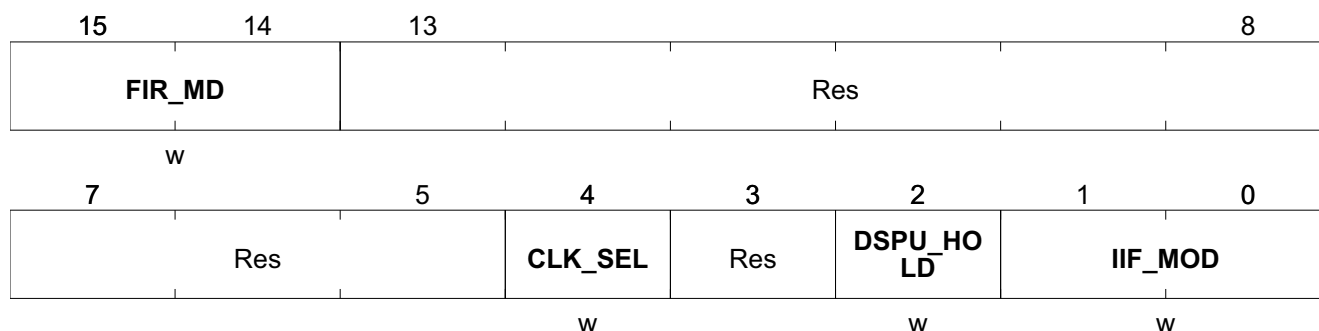 15 14 13 8
FIR_MD Res
w
7 5 4 3 2 1 0
Res CLK_SEL Res DSPU_HO
LD IIF_MOD
w w w